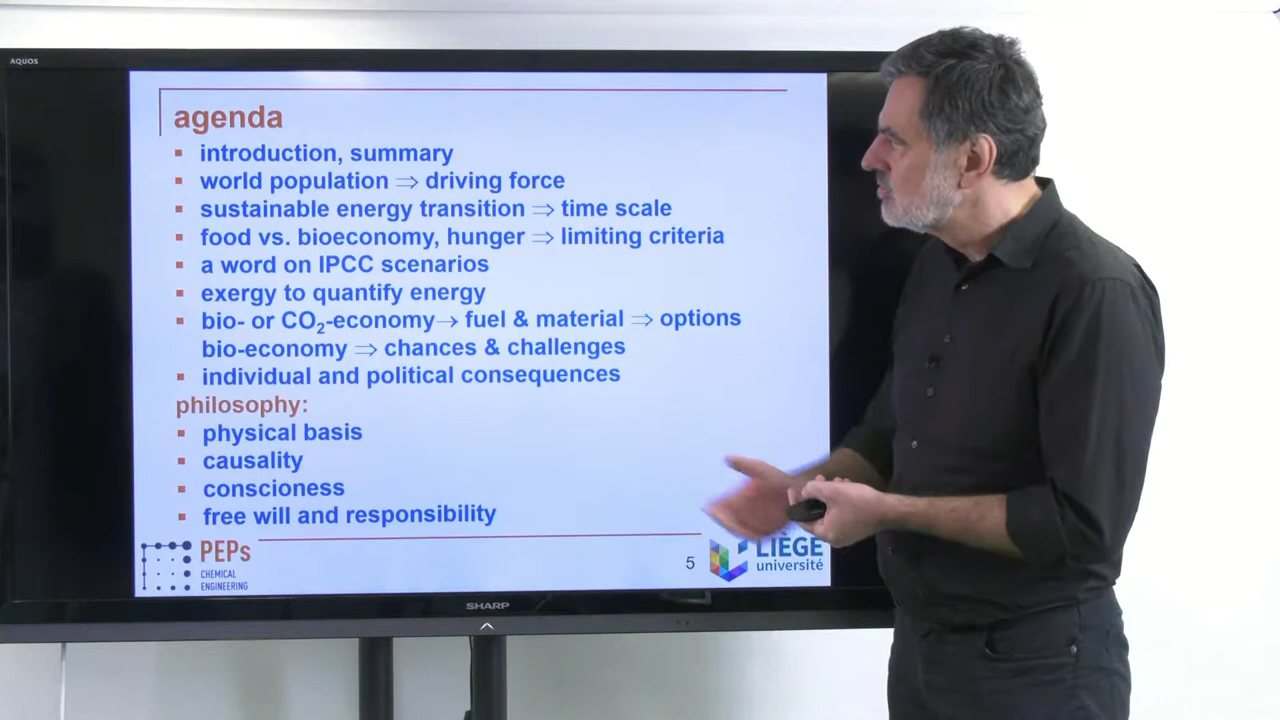 AQUOS
agenda
▪ introduction, summary
▪ world population ⇒ driving force
▪ sustainable energy transition ⇒ time scale
▪ food vs. bioeconomy, hunger ⇒ limiting criteria
▪ a word on IPCC scenarios
▪ exergy to quantify energy
▪ bio- or CO₂-economy→ fuel & material ⇒ options
bio-economy ⇒ chances & challenges
▪ individual and political consequences
philosophy:
▪ physical basis
▪ causality
▪ conscioness
▪ free will and responsibility
PEPs
CHEMICAL
ENGINEERING
5
LIÈGE
université
SHARP